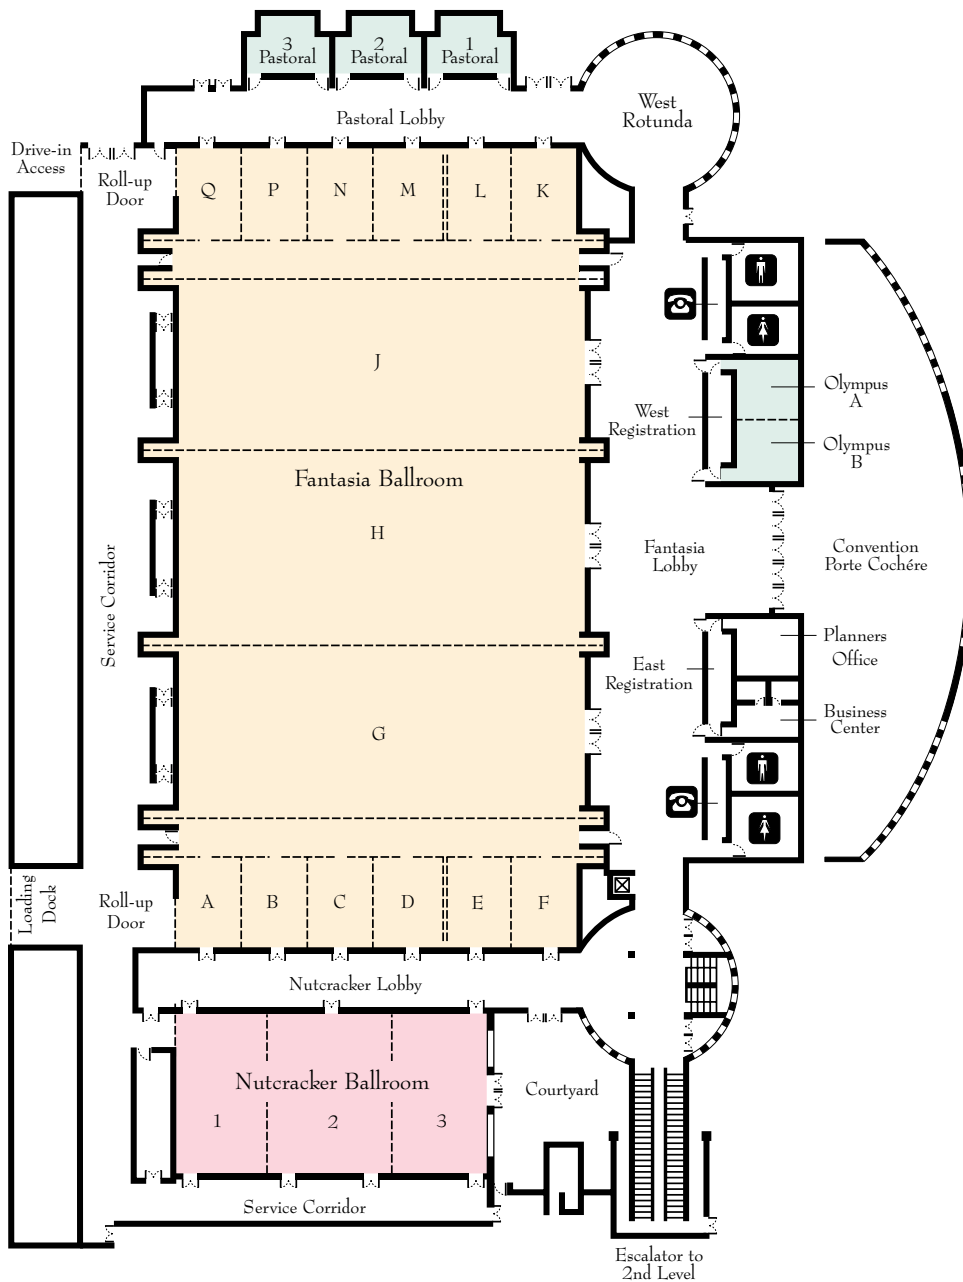 3
Pastoral
2
Pastoral
1
Pastoral
West
Rotunda
Pastoral Lobby
Drive-in
Access
Roll-up
Door
Q
P
N
M
L
K
J
Olympus
A
West
Registration
Olympus
B
Fantasia Ballroom
H
Fantasia
Lobby
Convention
Porte Cochére
Service Corridor
Planners
Office
East
Registration
Business
Center
G
Loading
Dock
Roll-up
Door
A
B
C
D
E
F
Nutcracker Lobby
Nutcracker Ballroom
1
2
3
Courtyard
Service Corridor
Escalator to
2nd Level